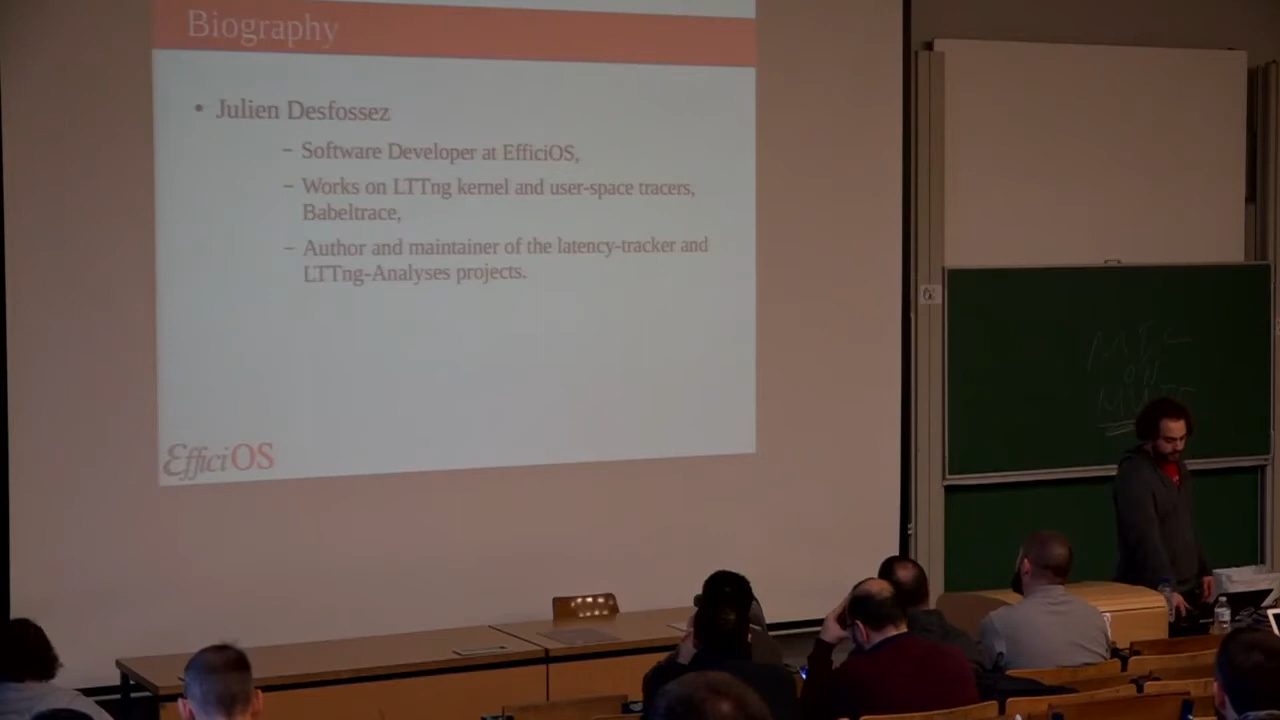 Biography
• Julien Desfossez
– Software Developer at EfficiOS,
– Works on LTTng kernel and user-space tracers,
Babeltrace,
– Author and maintainer of the latency-tracker and
LTTng-Analyses projects.
EfficiOS